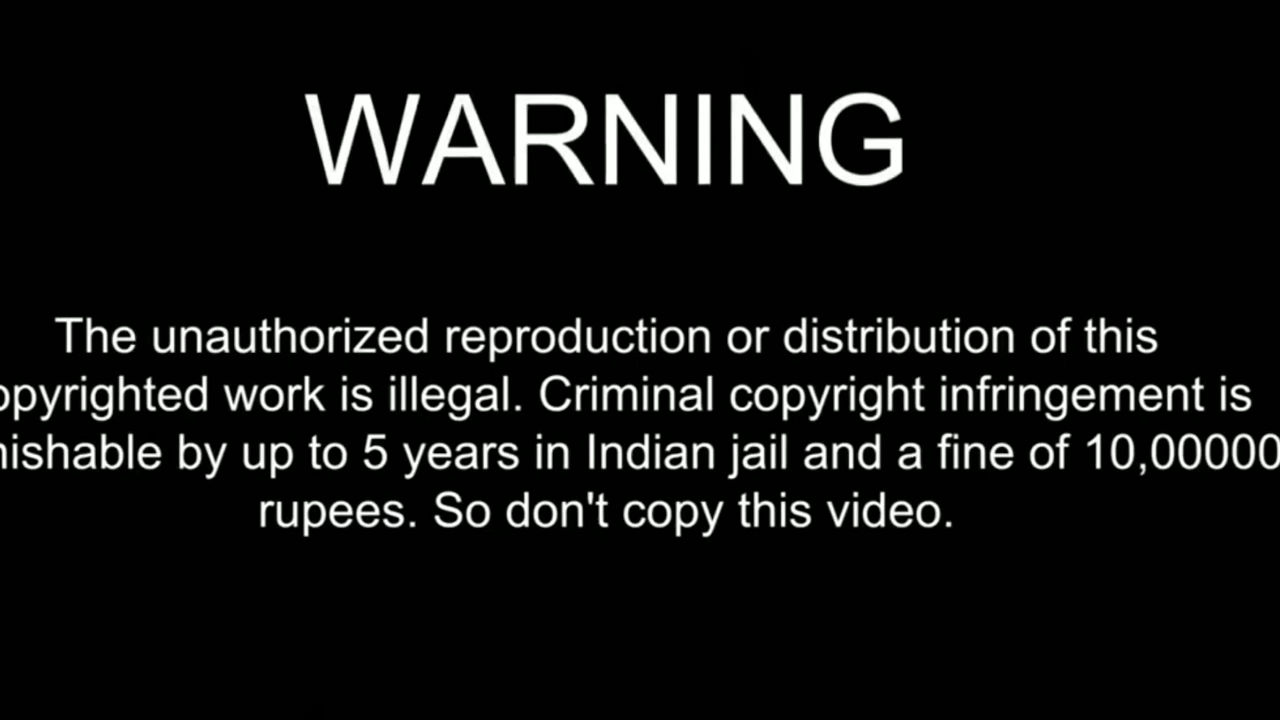 WARNING
The unauthorized reproduction or distribution of this
opyrighted work is illegal. Criminal copyright infringement is
nishable by up to 5 years in Indian jail and a fine of 10,00000
rupees. So don't copy this video.